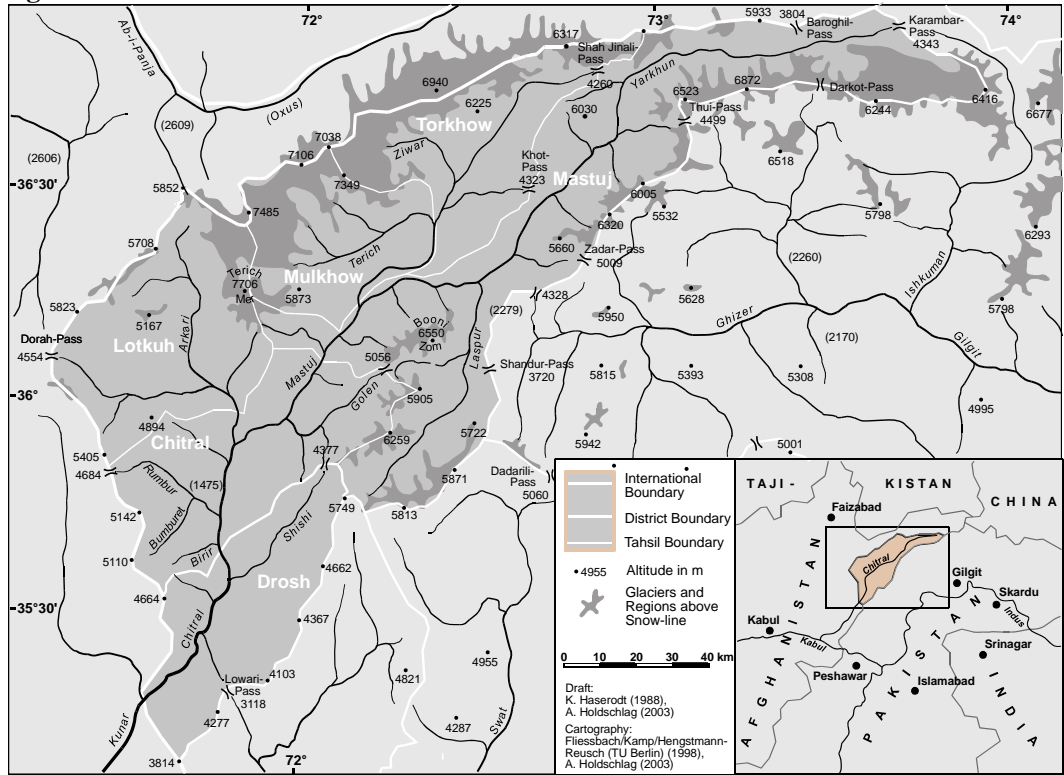 72°
73°
74°
5933
3804
Baroghil-
Pass
Karambar-
Pass
4343
Ab-i-Panja
6317
Shah Jinali-
Pass
4260
Yarkhun
6940
6225
6872
6523
Darkot-Pass
6416
6677
(Oxus)
Torkhow
6030
Thui-Pass
4499
6244
(2609)
7038
7106
Ziwar
6518
(2606)
Khot-
Pass
4323
Mastuj
36°30'
5852
7349
6005
7485
6320
5532
5798
5708
5660
6293
Zadar-Pass
5009
Terich
Terich
7706
Me
5873
Mulkhow
(2260)
Ishkuman
5823
5167
(2279)
4328
5628
5950
5798
Arkari
Booni
6550
Zom
Laspur
Ghizer
(2170)
Gilgit
Dorah-Pass
4554
Lotkuh
Mastuj
5056
Golen
Shandur-Pass
3720
5815
5393
5308
36°
5905
4995
4894
Chitral
5722
5942
6259
5001
5405
4684
4377
Rumbur
(1475)
5871
Dadarili-
Pass
5060
5142
Bumburet
5749
5813
Shishi
5110
Birir
4662
Drosh
4664
35°30'
4367
Chitral
4955
4821
Lowari-
Pass
3118
4103
4277
4287
Swat
Kunar
3814
72°
International
Boundary
District Boundary
Tahsil Boundary
4955
Altitude in m
Glaciers and
Regions above
Snow-line
0 10 20 30 40 km
Draft:
K. Haserodt (1988),
A. Holdschlag (2003)
Cartography:
Fliessbach/Kamp/Hengstmann-
Reusch (TU Berlin) (1998),
A. Holdschlag (2003)
TAJI-
KISTAN
CHINA
Faizabad
Chitral
Gilgit
Skardu
Indus
Kabul
Kabul
Srinagar
Peshawar
Islamabad
AFGHANISTAN
PAKISTAN
INDIA